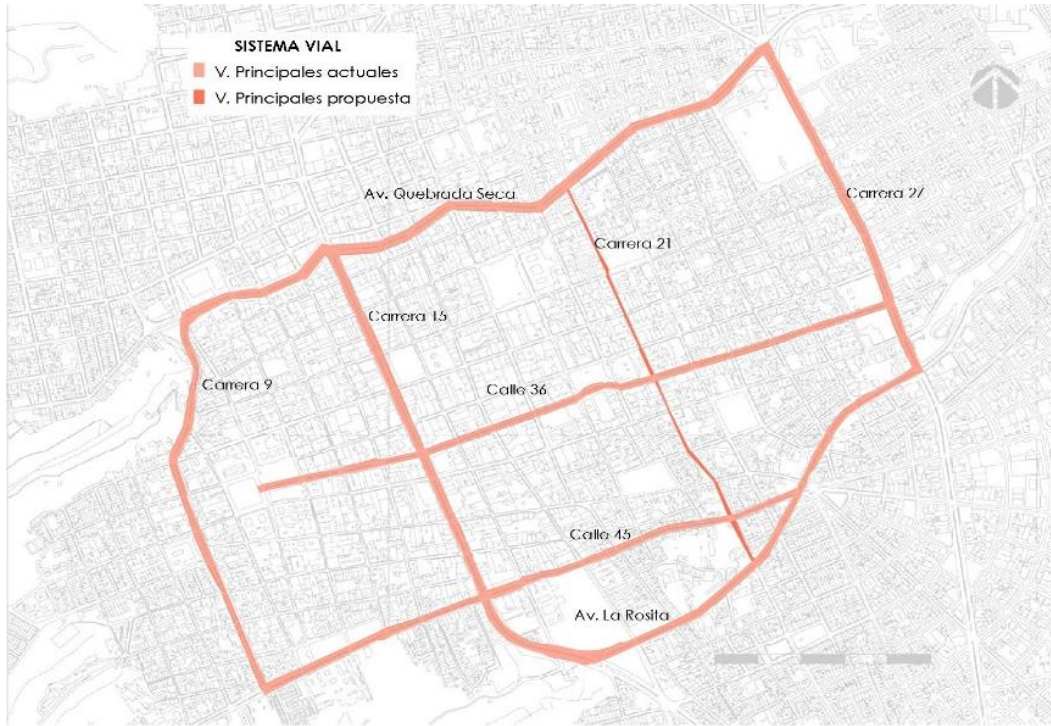 SISTEMA VIAL
V. Principales actuales
V. Principales propuesta
Av. Quebrada Seca
Carrera 27
Carrera 21
Carrera 15
Carrera 9
Calle 36
Calle 45
Av. La Rosita